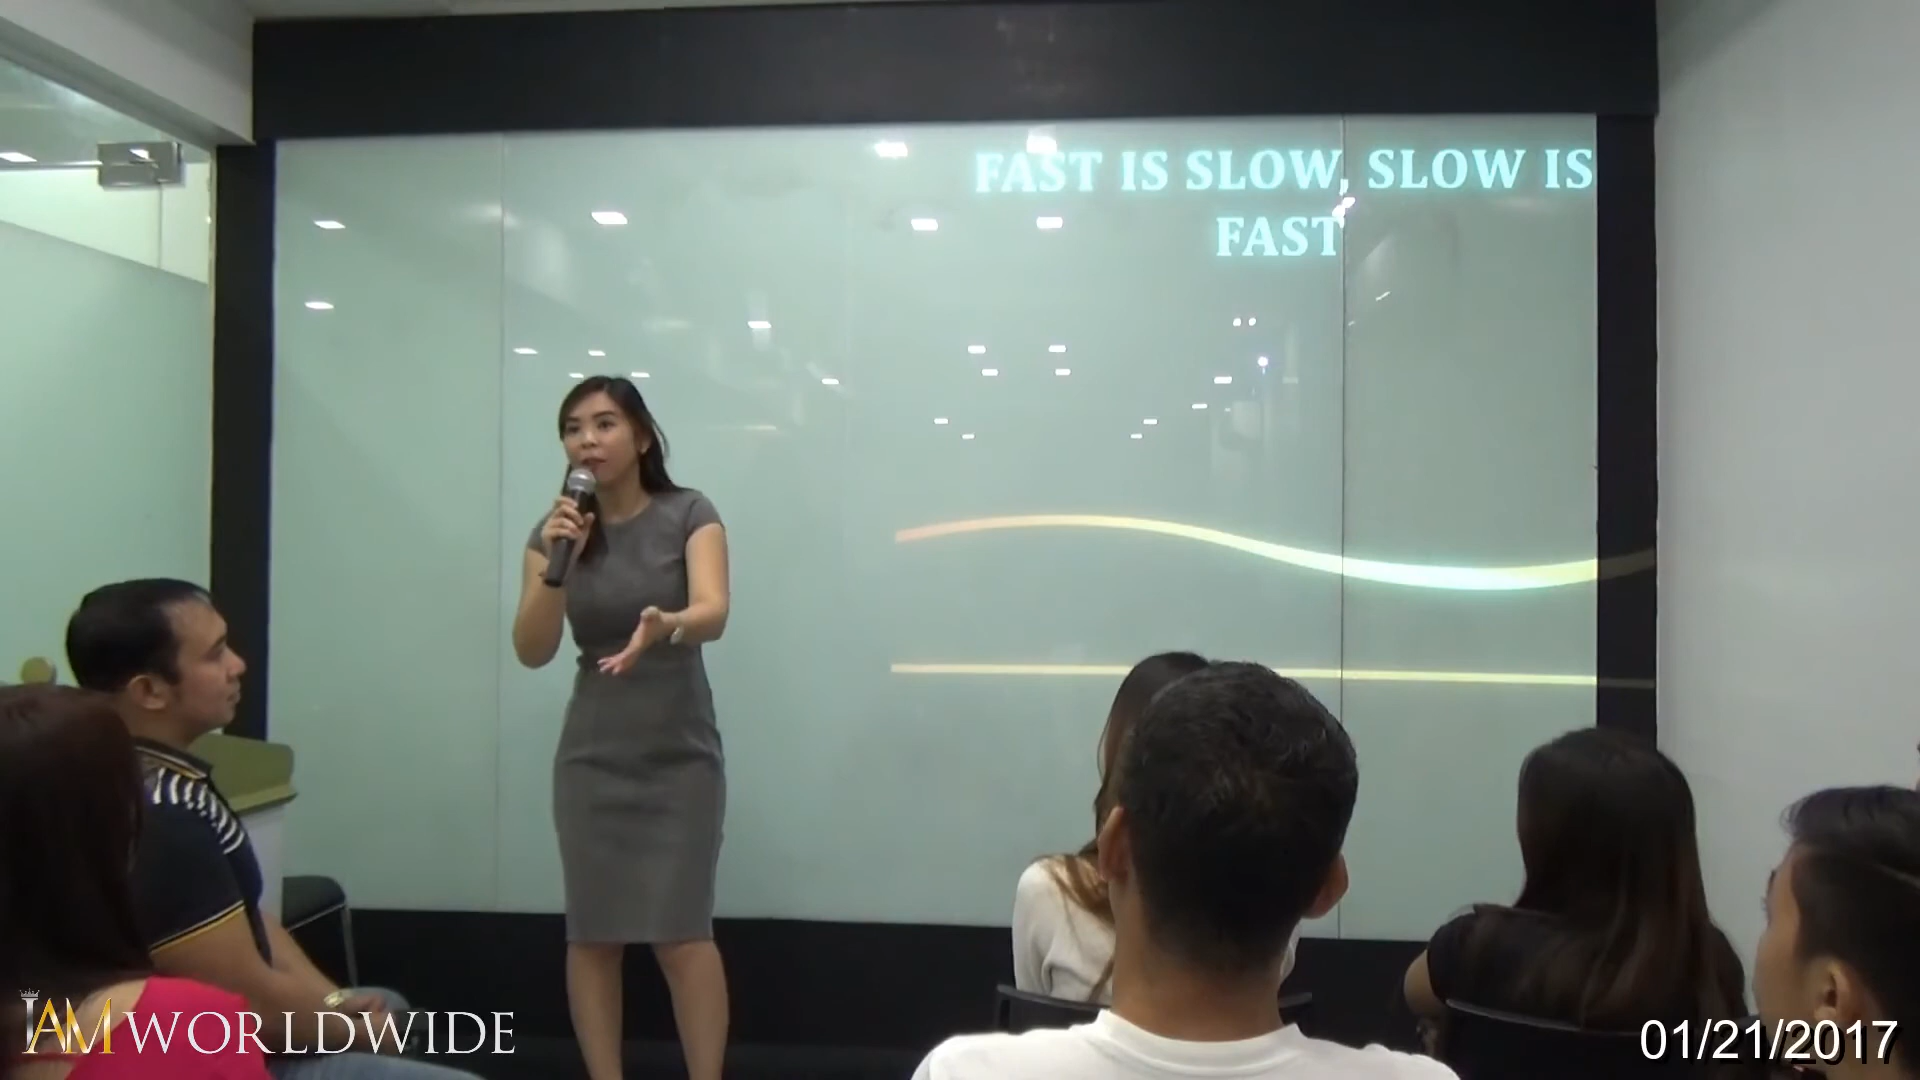 FAST IS SLOW, SLOW IS
FAST
IAM WORLDWIDE
01/21/2017